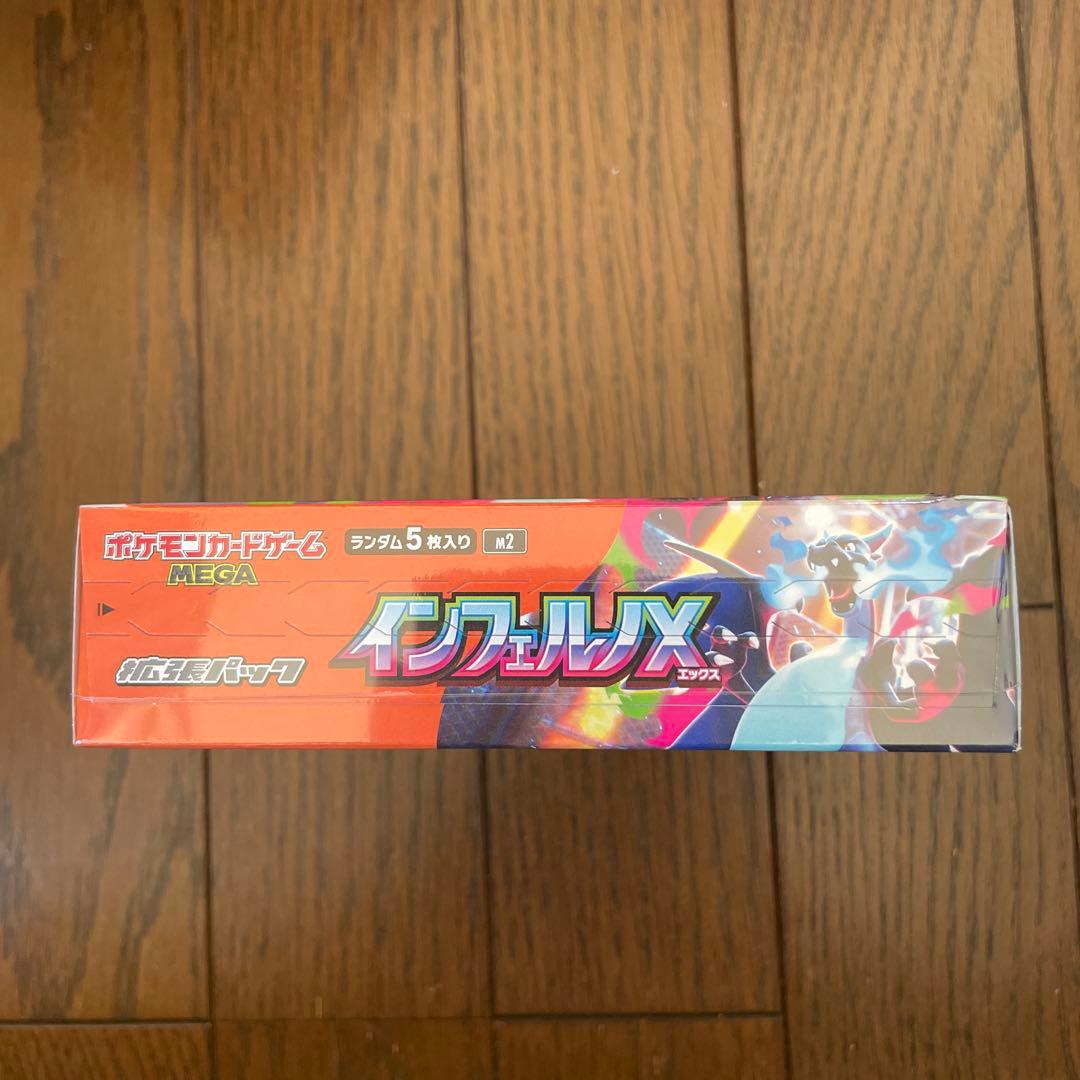 ポケモンカードゲーム
MEGA
ランダム5枚入り
M2
インフェルノX
エックス
拡張パック